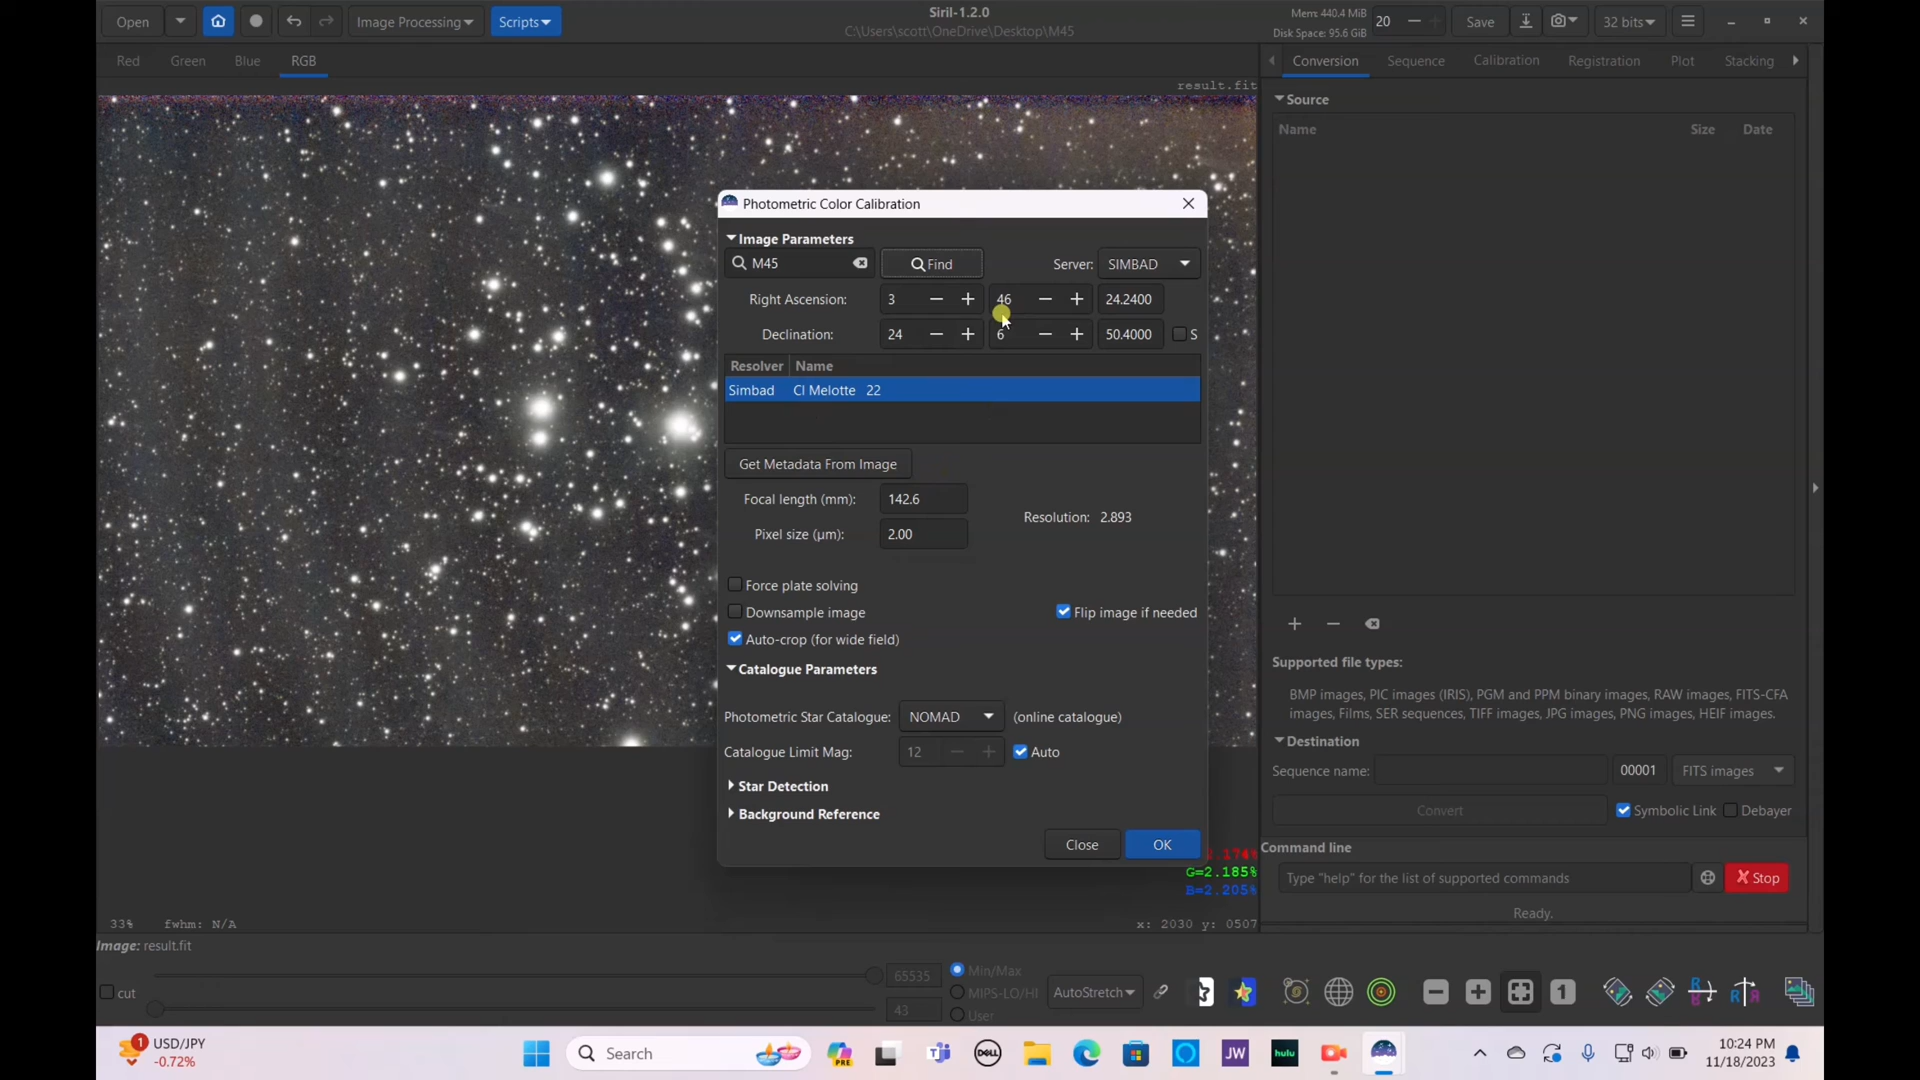 Open
Image Processing
Scripts
Siril-1.2.0
C:\Users\scott\OneDrive\Desktop\M45
Mem: 440.4 MiB
Disk Space: 95.6 GiB
20
Save
32 bits
Red Green Blue RGB
Conversion Sequence Calibration Registration Plot Stacking
result.fit
Source
Name Size Date
Photometric Color Calibration
Image Parameters
M45 Find Server: SIMBAD
Right Ascension: 3 46 24.2400
Declination: 24 6 50.4000 S
Resolver Name
Simbad Cl Melotte 22
Get Metadata From Image
Focal length (mm): 142.6
Resolution: 2.893
Pixel size (µm): 2.00
Force plate solving
Downsample image Flip image if needed
Auto-crop (for wide field)
Catalogue Parameters
Photometric Star Catalogue: NOMAD (online catalogue)
Catalogue Limit Mag: 12 Auto
Star Detection
Background Reference
Close OK
Supported file types:
BMP images, PIC images (IRIS), PGM and PPM binary images, RAW images, FITS-CFA
images, Films, SER sequences, TIFF images, JPG images, PNG images, HEIF images.
Destination
Sequence name: 00001 FITS images
Convert Symbolic Link Debayer
Command line
Type "help" for the list of supported commands Stop
Ready.
.174%
G=2.185%
B=2.205%
33% fwhm: N/A x: 2030 y: 0507
Image: result.fit
65535 Min/Max
cut MIPS-LO/HI AutoStretch
43 User
1
1
USD/JPY
-0.72%
Search
PRE
DELL
JW
hulu
10:24 PM
11/18/2023